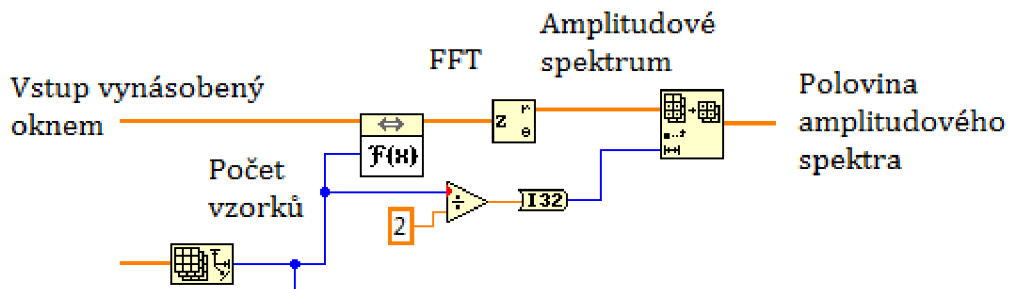 Amplitudové
spektrum
FFT
Vstup vynásobený
oknem
Polovina
amplitudového
spektra
z
r
θ
F(x)
Počet
vzorků
÷
I32
2